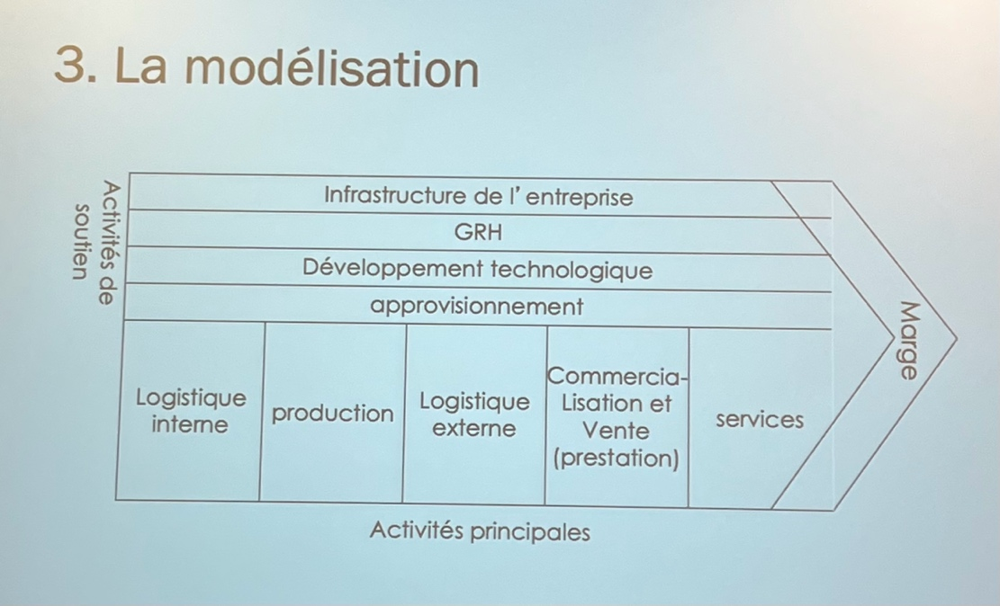 3. La modélisation
Activités de
soutien
Infrastructure de l’ entreprise
GRH
Développement technologique
approvisionnement
Logistique
interne
production
Logistique
externe
Commercia-
Lisation et
Vente
(prestation)
services
Marge
Activités principales